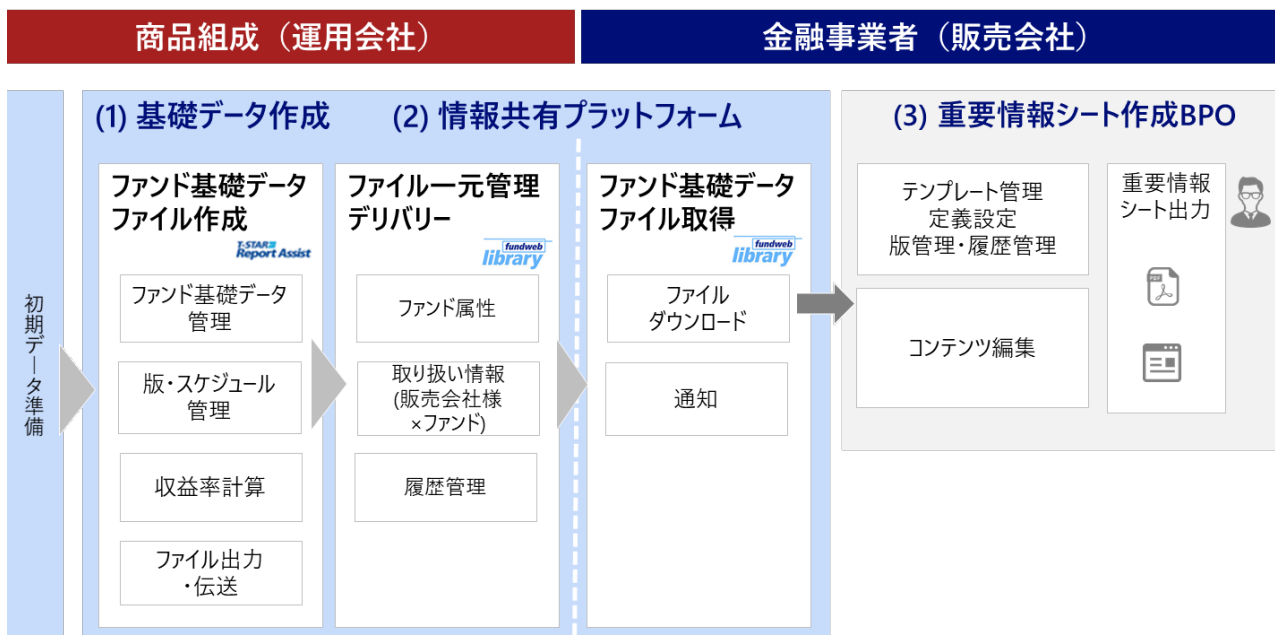 商品組成（運用会社）
金融事業者（販売会社）
初期データ準備
(1) 基礎データ作成
(2) 情報共有プラットフォーム
(3) 重要情報シート作成BPO
ファンド基礎データ
ファイル作成
T-STAR
Report Assist
ファンド基礎データ
管理
版・スケジュール
管理
収益率計算
ファイル出力
・伝送
ファイル一元管理
デリバリー
fundweb
library
ファンド属性
取り扱い情報
(販売会社様
×ファンド)
履歴管理
ファンド基礎データ
ファイル取得
fundweb
library
ファイル
ダウンロード
通知
テンプレート管理
定義設定
版管理・履歴管理
コンテンツ編集
重要情報
シート出力
PDF